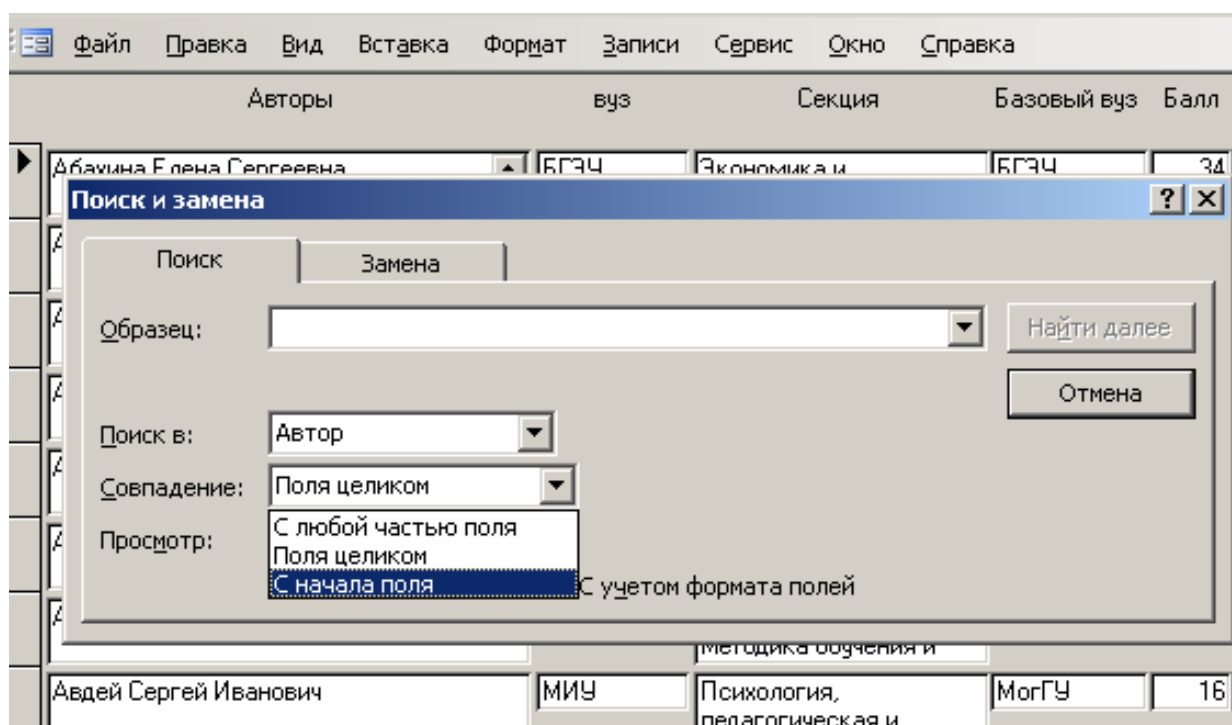 Файл Правка Вид Вставка Формат Записи Сервис Окно Справка
Авторы вуз Секция Базовый вуз Балл
Абахина Елена Сергеевна БГЭУ Экономика и БГЭУ 34
Поиск и замена
Поиск Замена
Образец: Найти далее
Отмена
Поиск в: Автор
Совпадение: Поля целиком
С любой частью поля
Просмотр:
Поля целиком
С начала поля
С учетом формата полей
Методика обучения и
Авдей Сергей Иванович МИУ Психология, МогГУ 16
педагогическая и